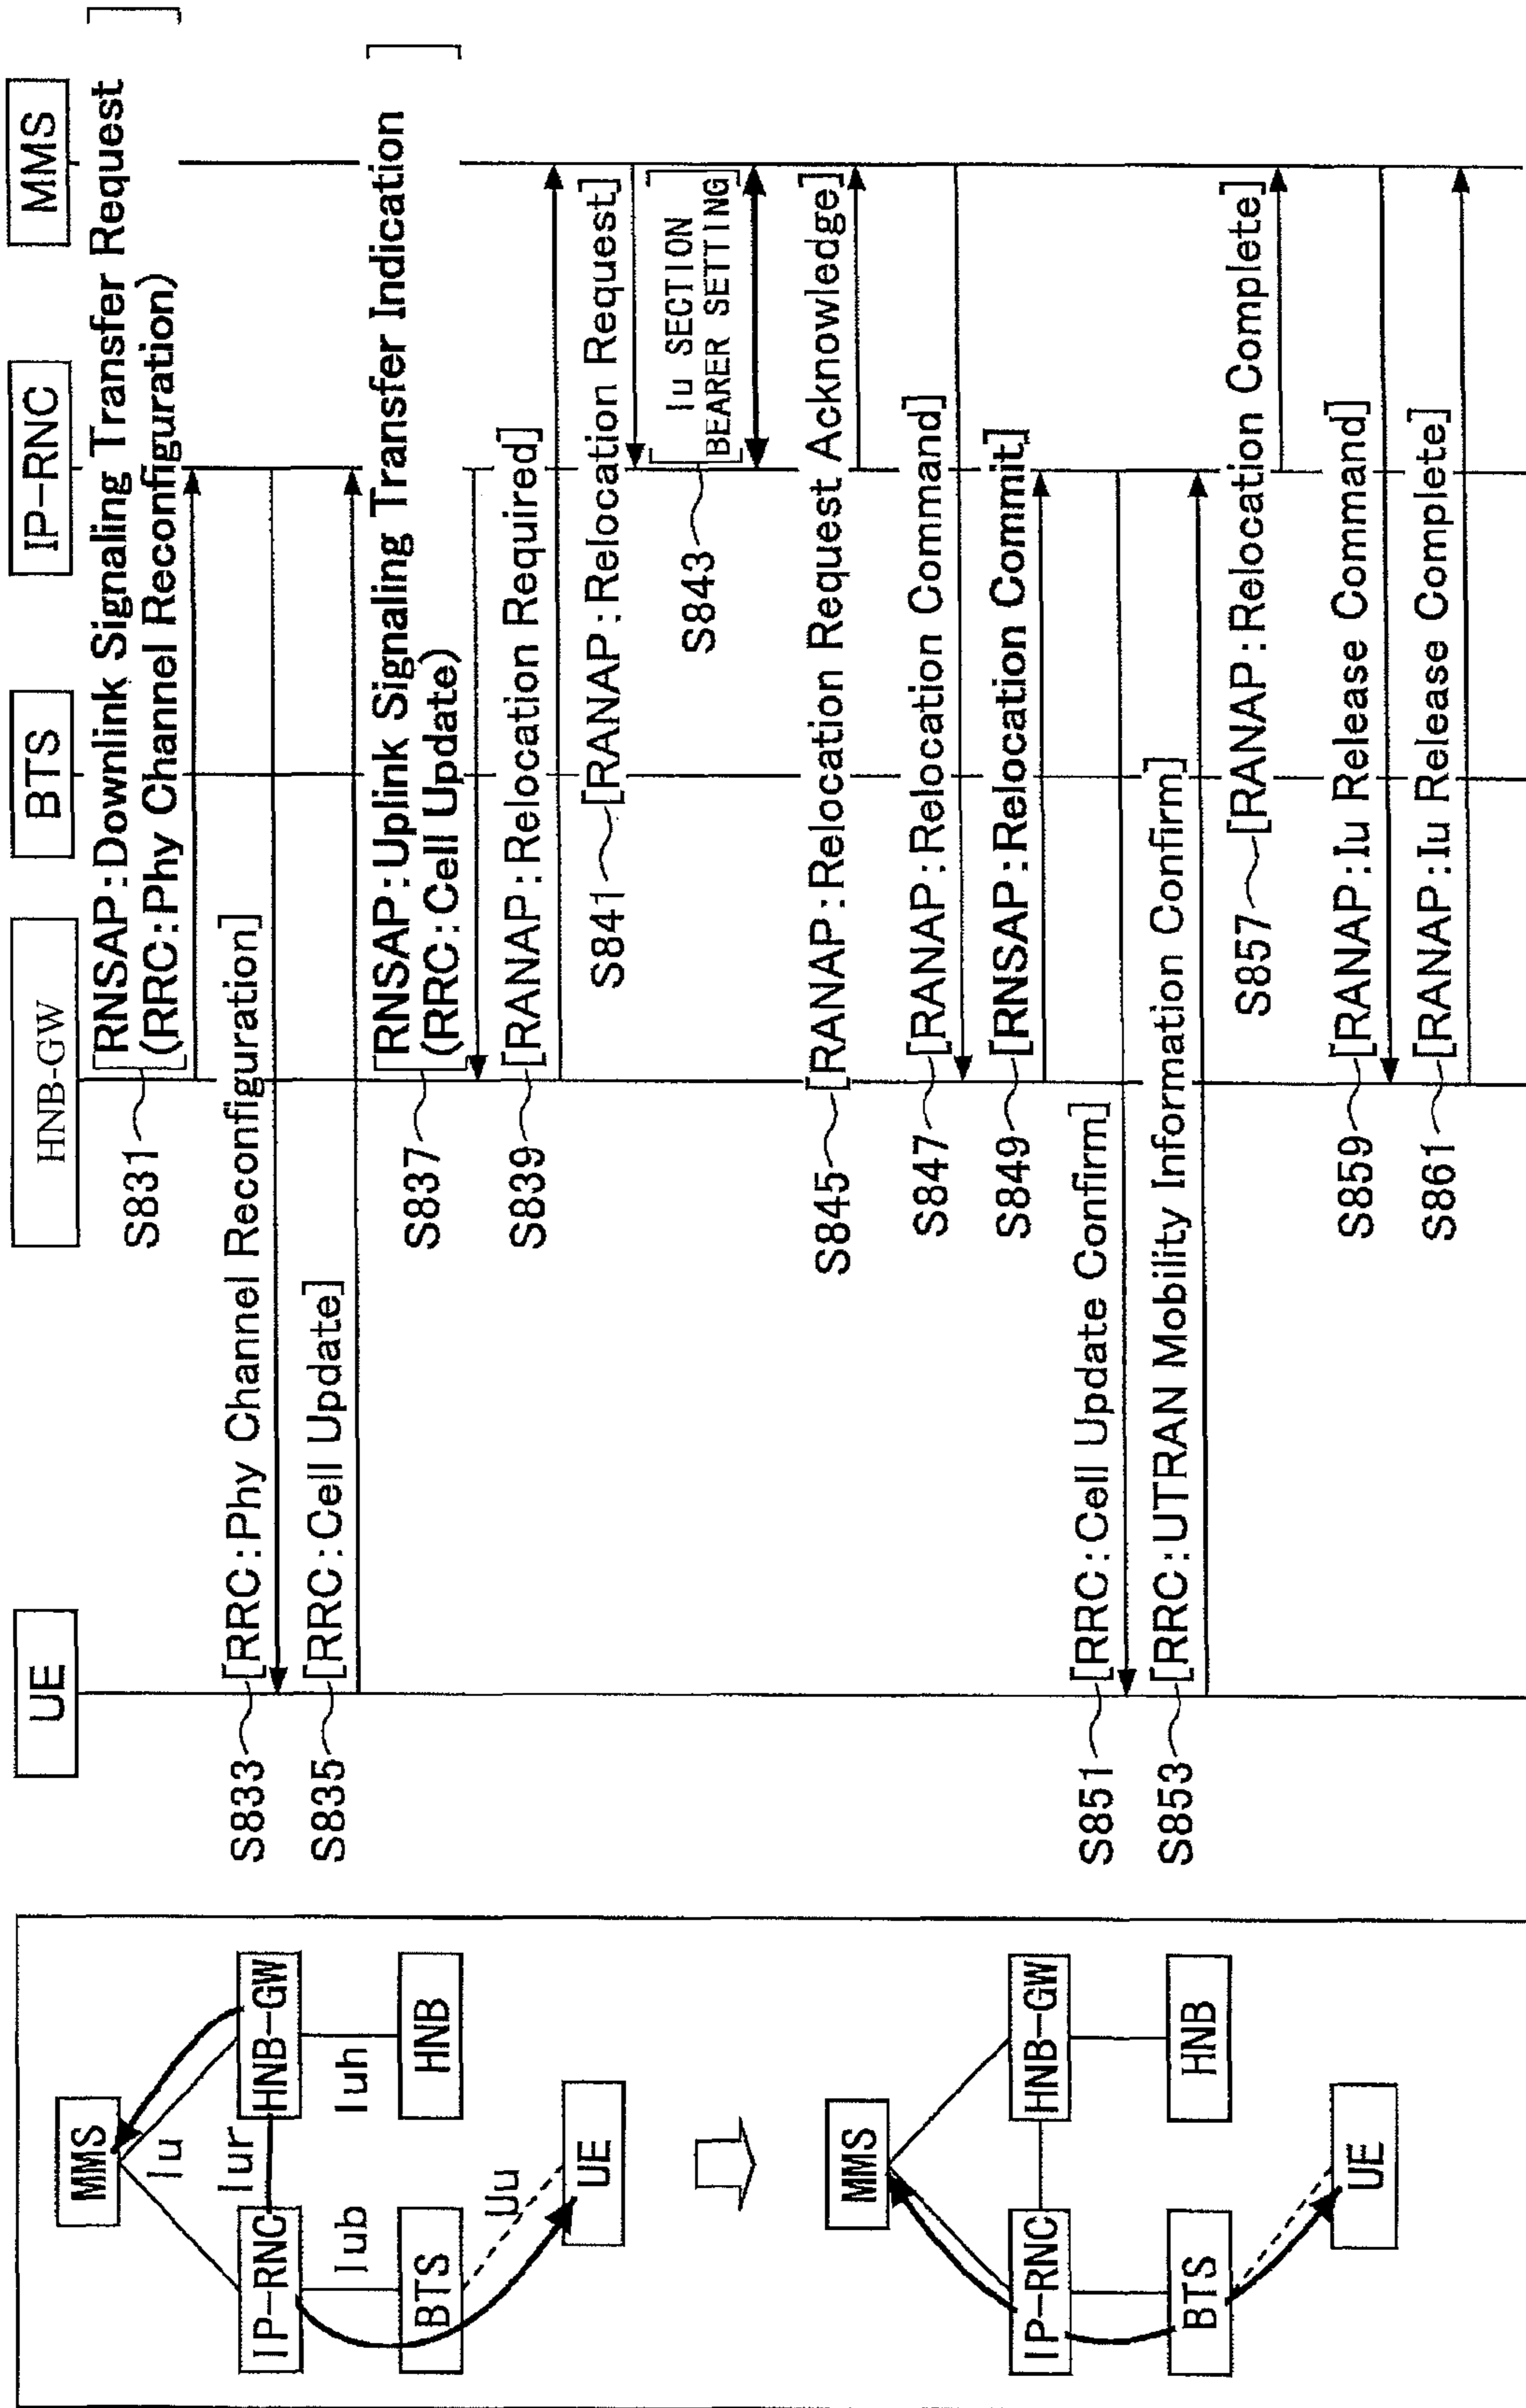 UE
HNB-GW
BTS
IP-RNC
MMS
S831
[RNSAP:Downlink Signaling Transfer Request
(RRC:Phy Channel Reconfiguration)]
S833
[RRC:Phy Channel Reconfiguration]
S835
[RRC:Cell Update]
S837
[RNSAP:Uplink Signaling Transfer Indication
(RRC:Cell Update)]
S839
[RANAP:Relocation Required]
S841
[RANAP:Relocation Request]
S843
[Iu SECTION
BEARER SETTING]
S845
[RANAP:Relocation Request Acknowledge]
S847
[RANAP:Relocation Command]
S849
[RNSAP:Relocation Commit]
S851
[RRC:Cell Update Confirm]
S853
[RRC:UTRAN Mobility Information Confirm]
S857
[RANAP:Relocation Complete]
S859
[RANAP:Iu Release Command]
S861
[RANAP:Iu Release Complete]
MMS
Iu
IP-RNC
Iur
HNB-GW
Iub
Iuh
BTS
HNB
Uu
UE
MMS
IP-RNC
HNB-GW
BTS
HNB
UE